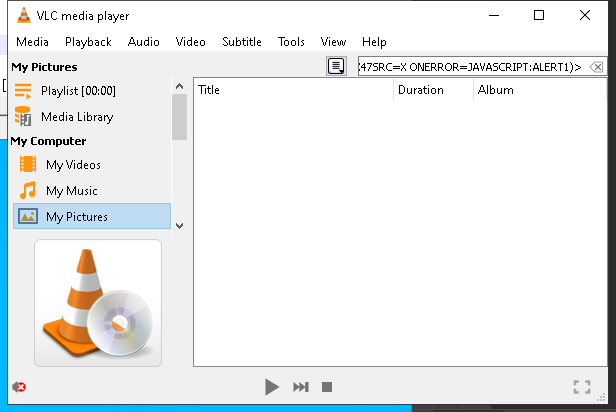 VLC media player
Media Playback Audio Video Subtitle Tools View Help
My Pictures
47SRC=X ONERROR=JAVASCRIPT:ALERT1)>
Playlist [00:00]
Media Library
My Computer
My Videos
My Music
My Pictures
Title Duration Album